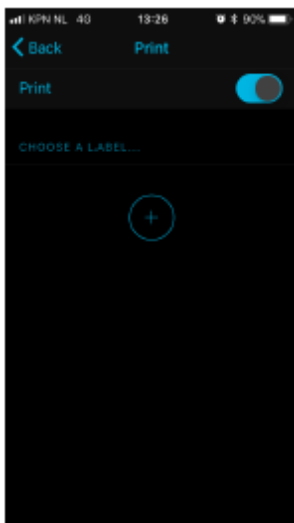 KPN NL 4G 13:26 90%
Back Print
Print
CHOOSE A LABEL...